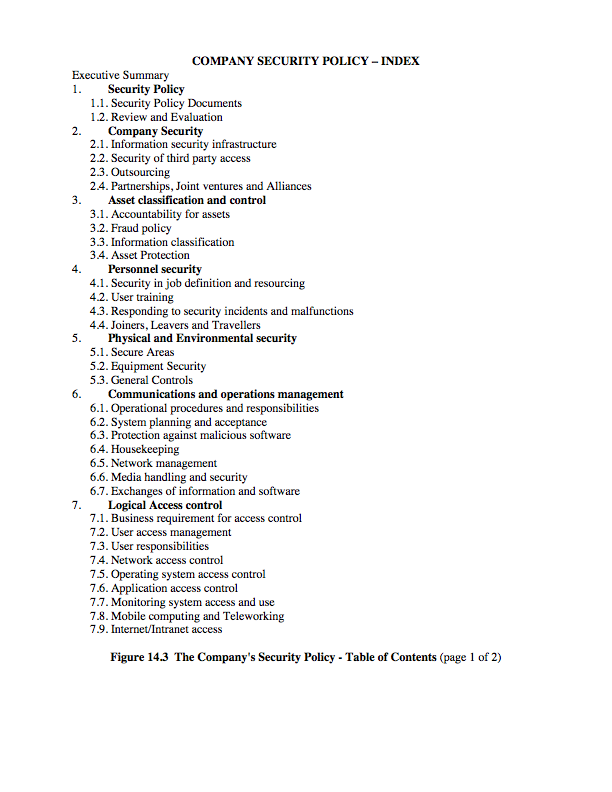 COMPANY SECURITY POLICY – INDEX
Executive Summary
1. Security Policy
1.1. Security Policy Documents
1.2. Review and Evaluation
2. Company Security
2.1. Information security infrastructure
2.2. Security of third party access
2.3. Outsourcing
2.4. Partnerships, Joint ventures and Alliances
3. Asset classification and control
3.1. Accountability for assets
3.2. Fraud policy
3.3. Information classification
3.4. Asset Protection
4. Personnel security
4.1. Security in job definition and resourcing
4.2. User training
4.3. Responding to security incidents and malfunctions
4.4. Joiners, Leavers and Travellers
5. Physical and Environmental security
5.1. Secure Areas
5.2. Equipment Security
5.3. General Controls
6. Communications and operations management
6.1. Operational procedures and responsibilities
6.2. System planning and acceptance
6.3. Protection against malicious software
6.4. Housekeeping
6.5. Network management
6.6. Media handling and security
6.7. Exchanges of information and software
7. Logical Access control
7.1. Business requirement for access control
7.2. User access management
7.3. User responsibilities
7.4. Network access control
7.5. Operating system access control
7.6. Application access control
7.7. Monitoring system access and use
7.8. Mobile computing and Teleworking
7.9. Internet/Intranet access
Figure 14.3 The Company's Security Policy - Table of Contents (page 1 of 2)